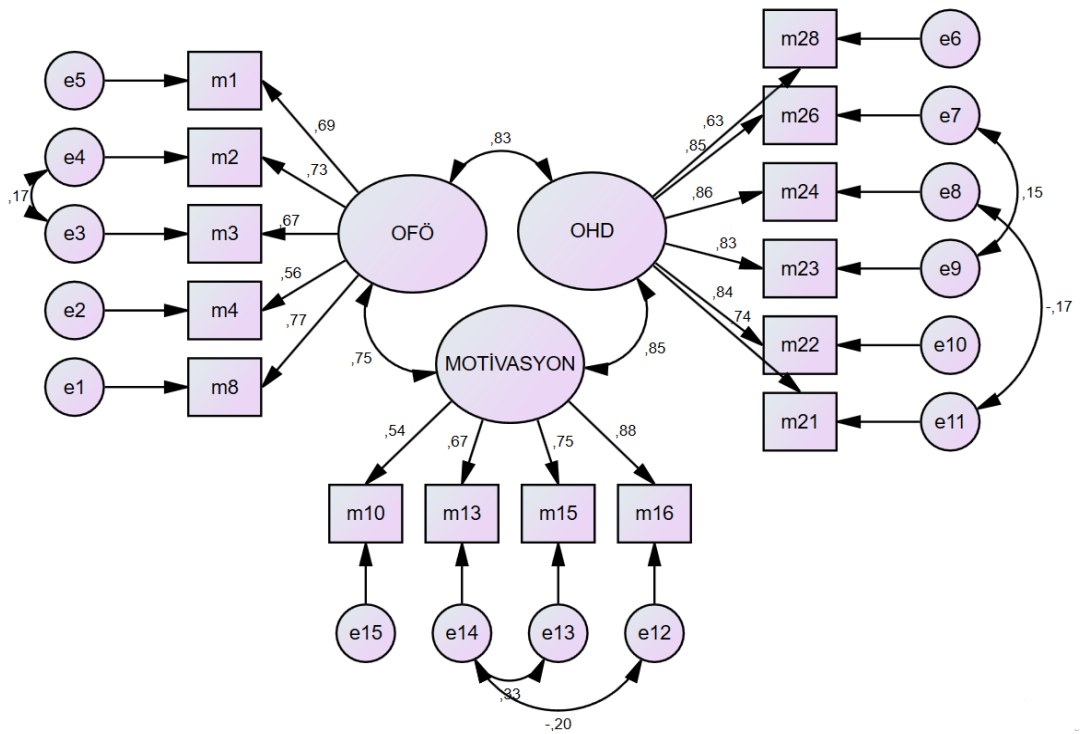 m28
e6
e5
m1
,63
m26
e7
,69
,83
,85
e4
m2
,73
,86
m24
e8
,15
,17
e3
m3
,67
OFÖ
OHD
,83
m23
e9
,56
,84
-,17
e2
m4
,77
74
m22
e10
,75
MOTİVASYON
,85
e1
m8
m21
e11
,54
,67
,75
,88
m10
m13
m15
m16
e15
e14
e13
e12
,33
-,20